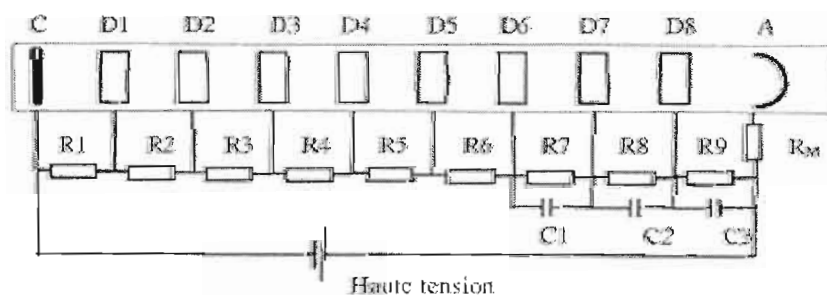 C D1 D2 D3 D4 D5 D6 D7 D8 A
R1 R2 R3 R4 R5 R6 R7 R8 R9 RM
C1 C2 C3
Haute tension